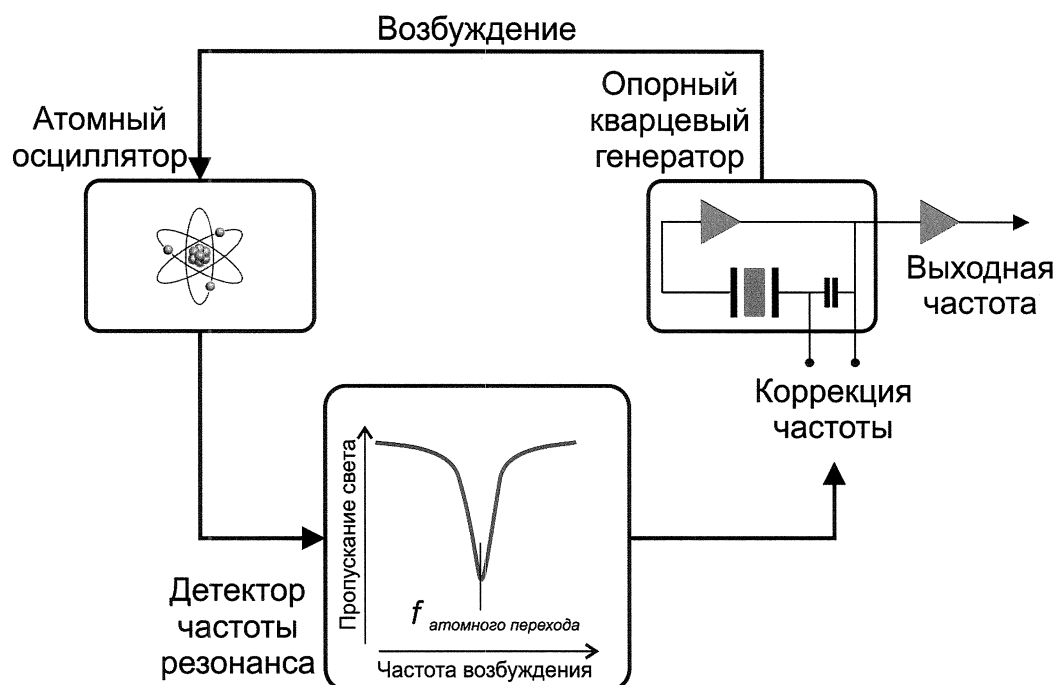 Возбуждение
Атомный
осциллятор
Опорный
кварцевый
генератор
Выходная
частота
Коррекция
частоты
Детектор
частоты
резонанса
Пропускание света
f атомного перехода
Частота возбуждения